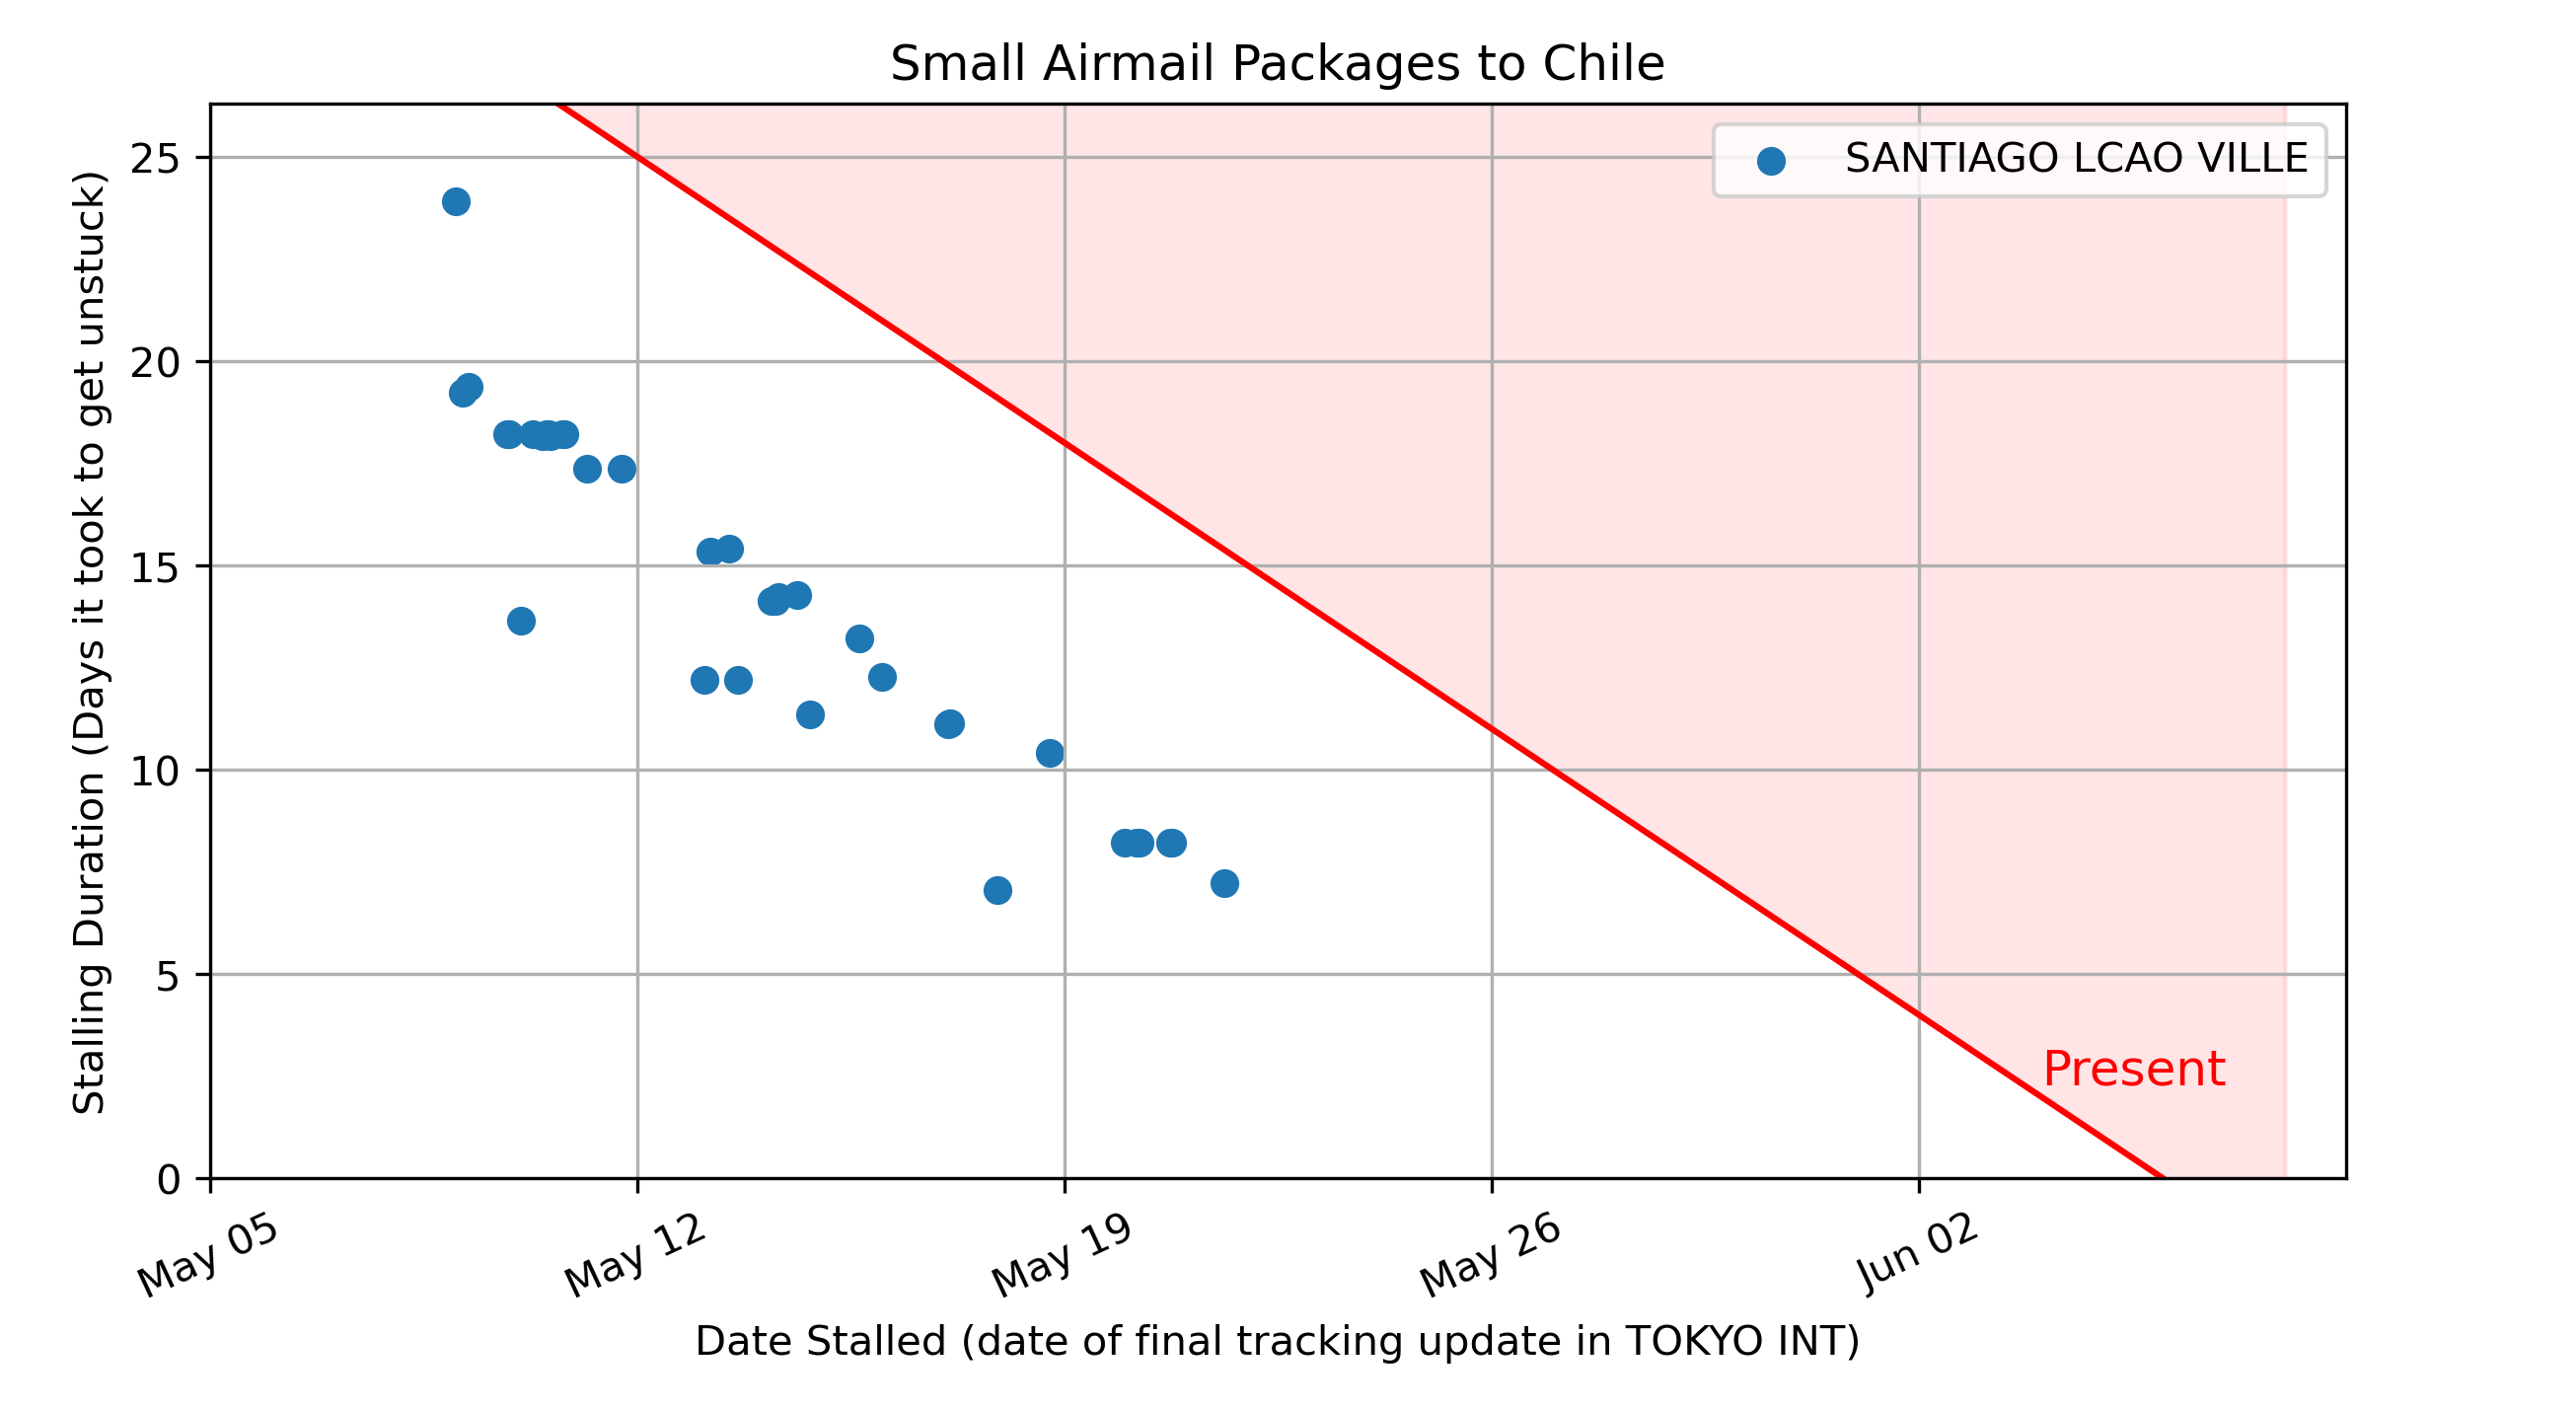 Small Airmail Packages to Chile
SANTIAGO LCAO VILLE
Stalling Duration (Days it took to get unstuck)
25
20
15
10
5
0
Present
May 05
May 12
May 19
May 26
Jun 02
Date Stalled (date of final tracking update in TOKYO INT)